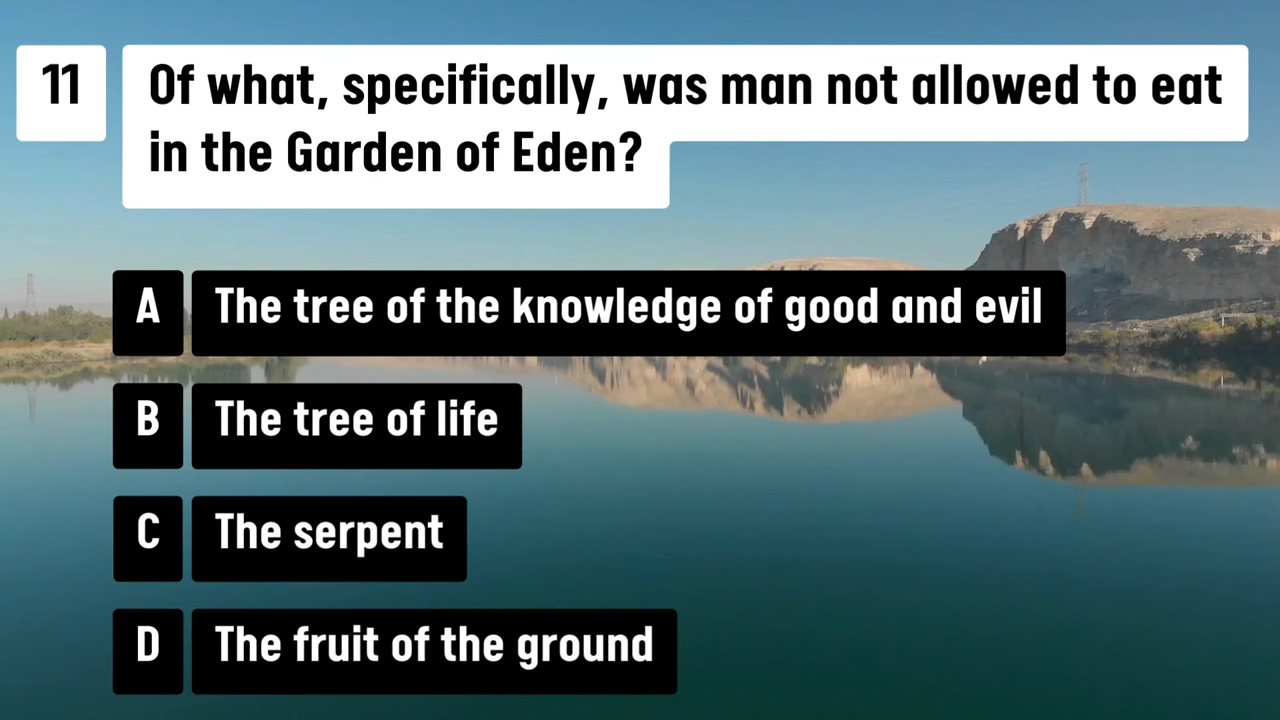 11
Of what, specifically, was man not allowed to eat
in the Garden of Eden?
A The tree of the knowledge of good and evil
B The tree of life
C The serpent
D The fruit of the ground